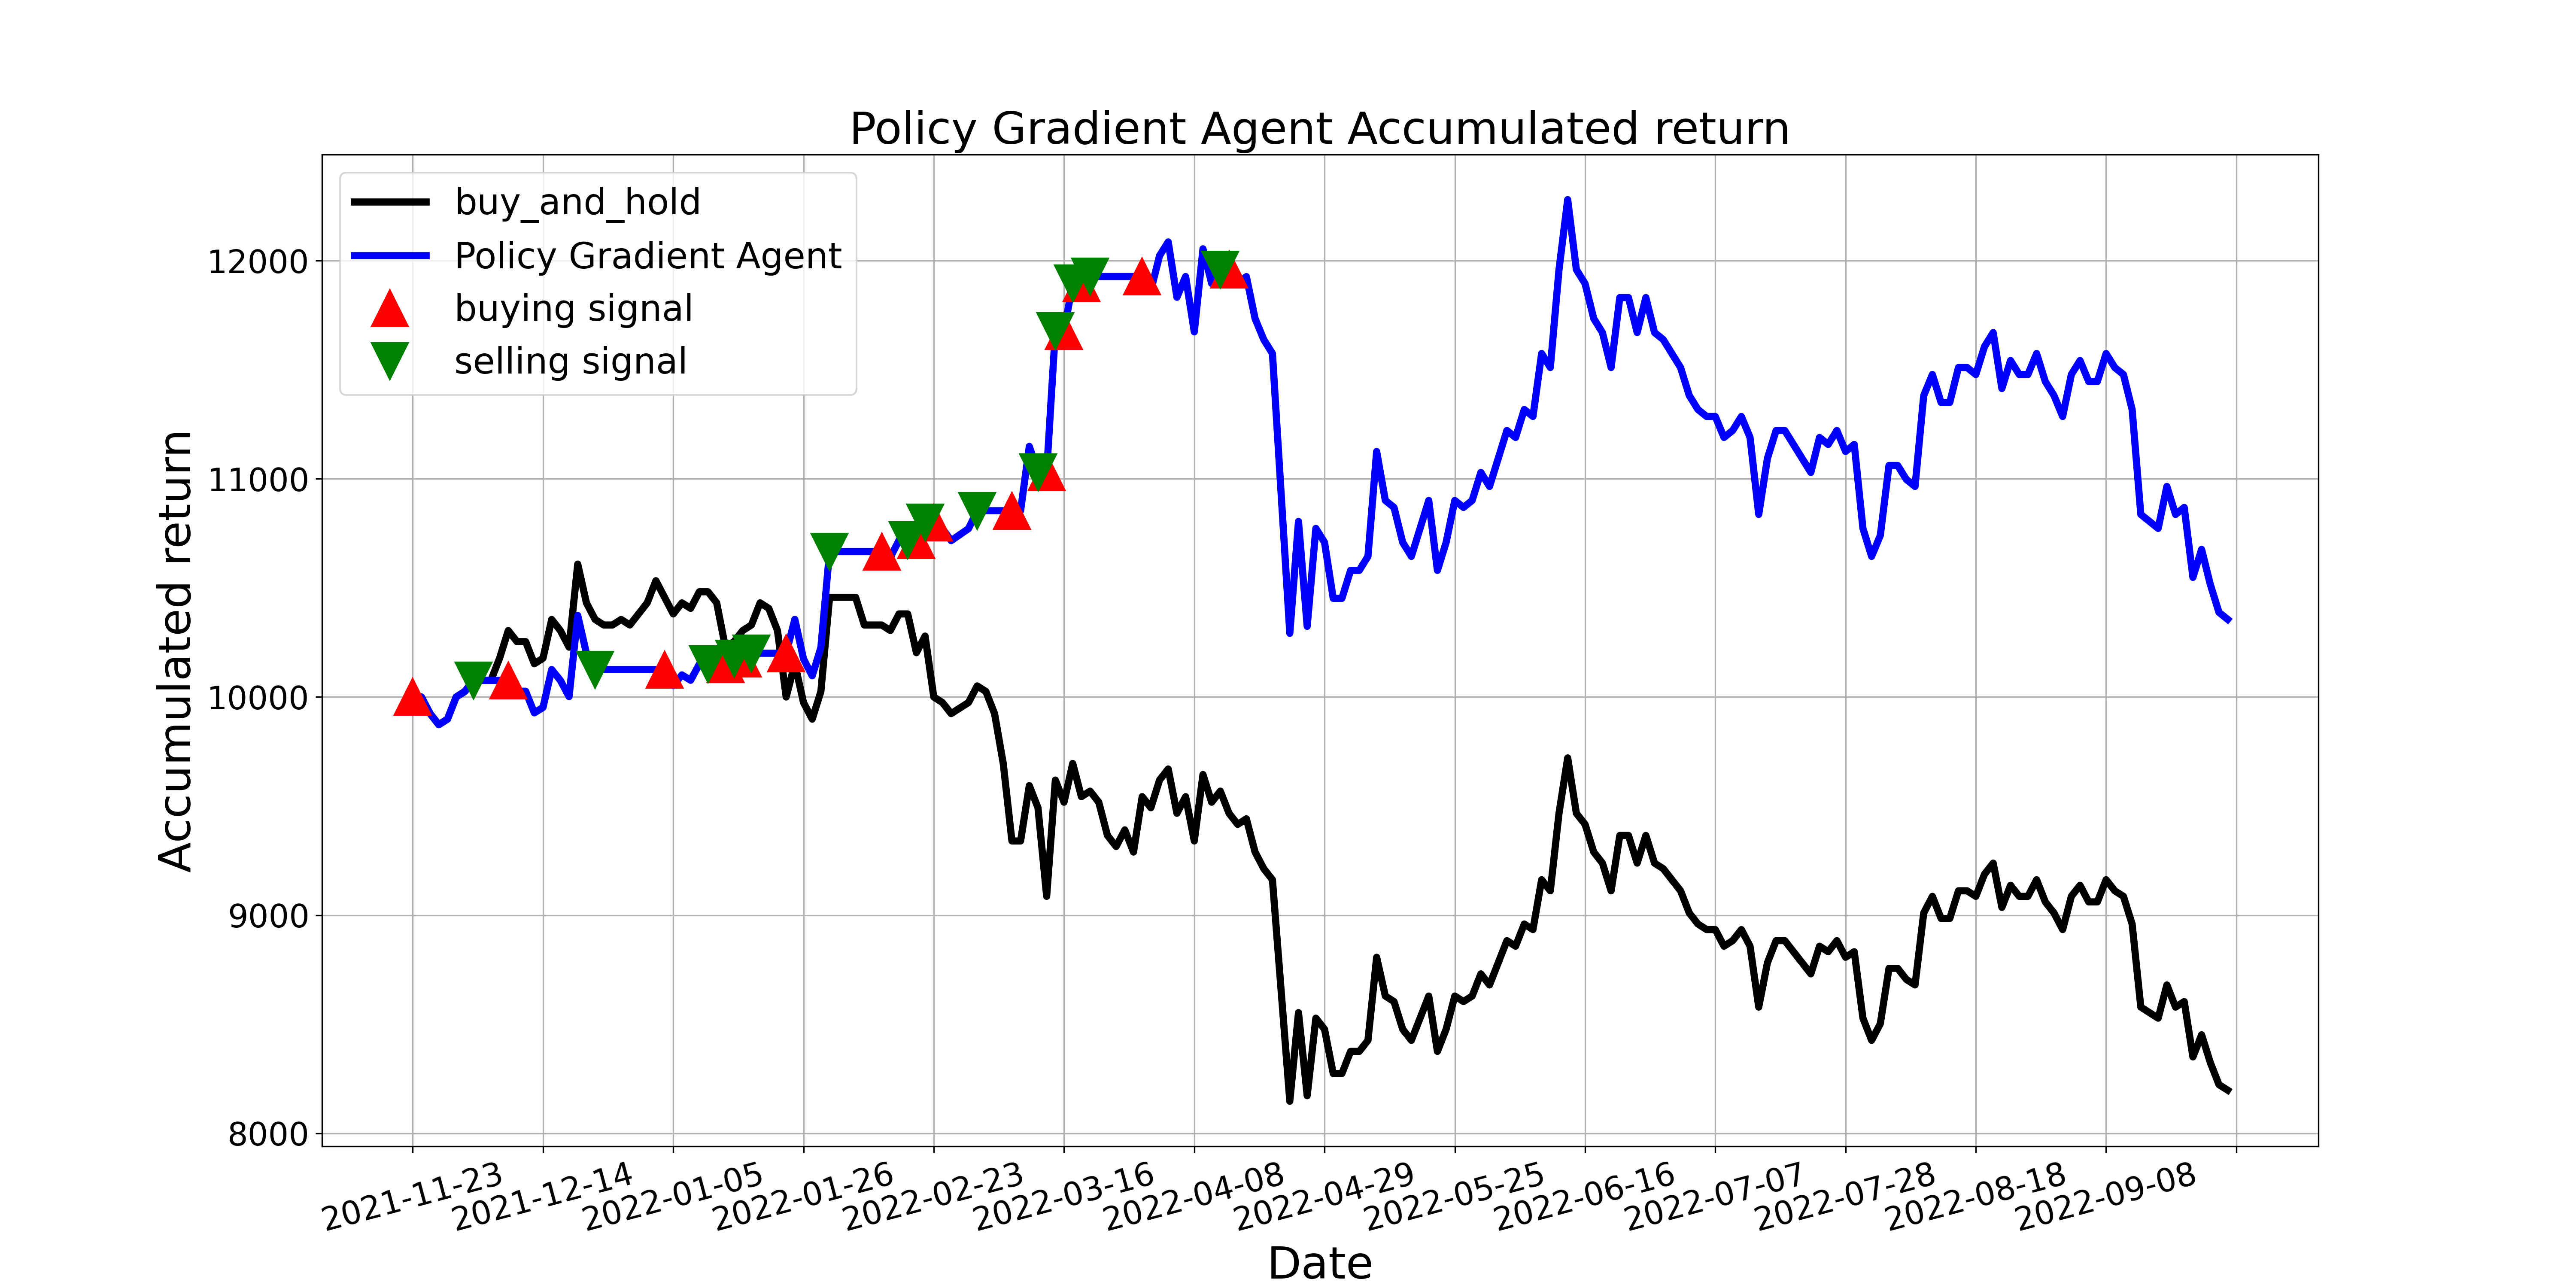 Policy Gradient Agent Accumulated return
buy_and_hold
Policy Gradient Agent
buying signal
selling signal
Accumulated return
12000
11000
10000
9000
8000
2021-11-23
2021-12-14
2022-01-05
2022-01-26
2022-02-23
2022-03-16
2022-04-08
2022-04-29
2022-05-25
2022-06-16
2022-07-07
2022-07-28
2022-08-18
2022-09-08
Date